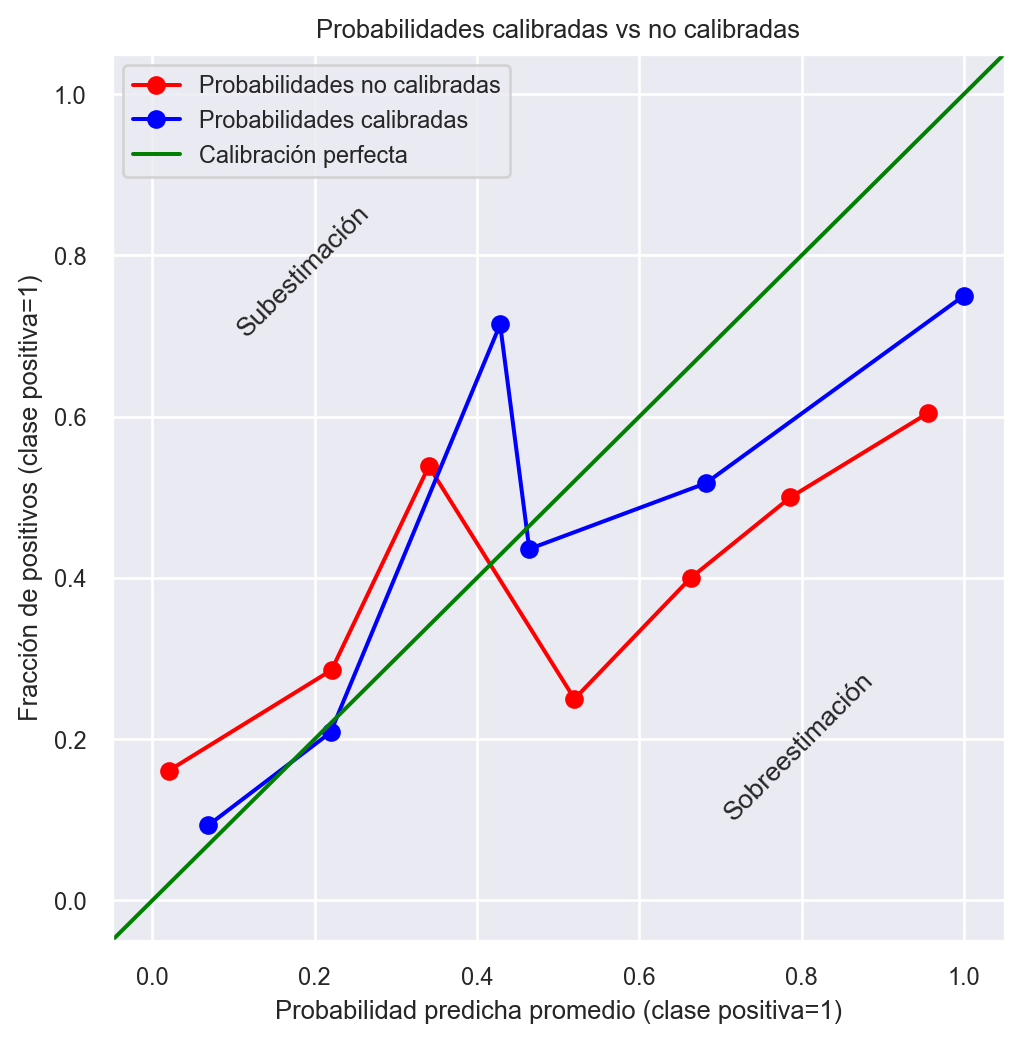 Probabilidades calibradas vs no calibradas
Probabilidades no calibradas
Probabilidades calibradas
Calibración perfecta
1.0
0.8
0.6
0.4
0.2
0.0
Fracción de positivos (clase positiva=1)
Subestimación
Sobreestimación
0.0 0.2 0.4 0.6 0.8 1.0
Probabilidad predicha promedio (clase positiva=1)